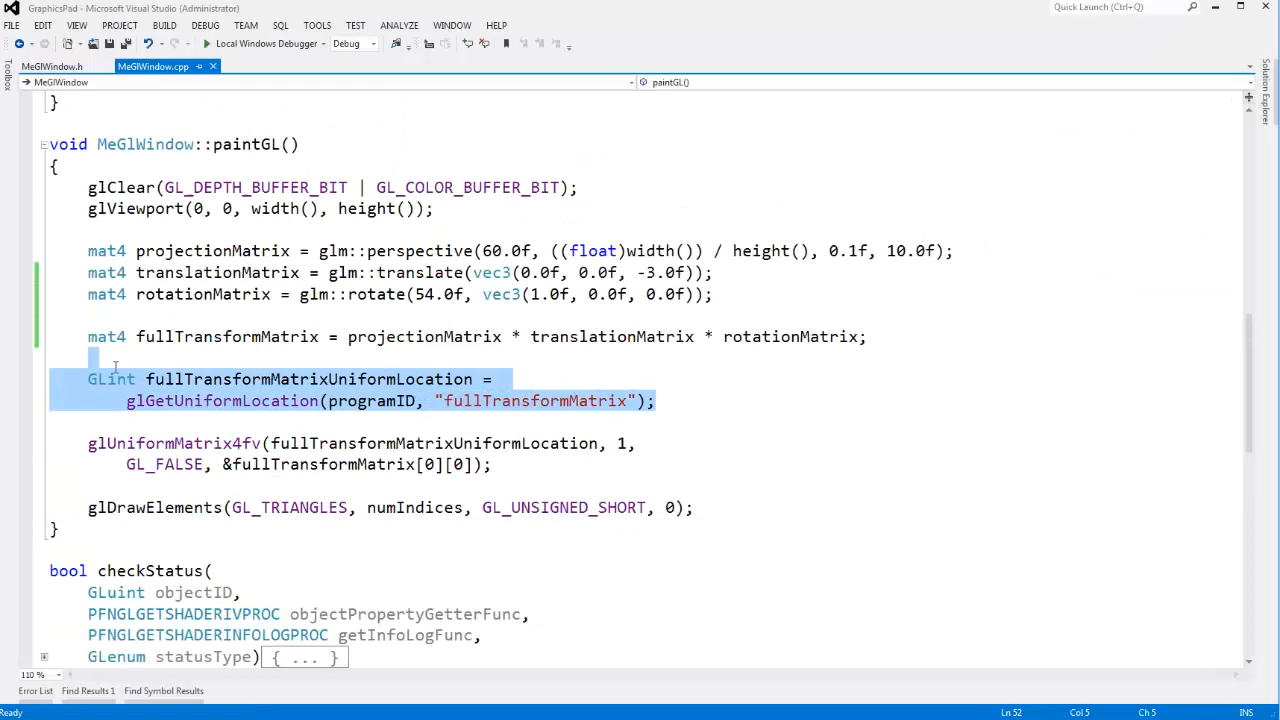 GraphicsPad - Microsoft Visual Studio (Administrator)
Quick Launch (Ctrl+Q)
FILE EDIT VIEW PROJECT BUILD DEBUG TEAM SQL TOOLS TEST ANALYZE WINDOW HELP
Local Windows Debugger Debug
MeGlWindow.h MeGlWindow.cpp
MeGlWindow paintGL()
Toolbox
Solution Explorer
}
void MeGlWindow::paintGL()
{
glClear(GL_DEPTH_BUFFER_BIT | GL_COLOR_BUFFER_BIT);
glViewport(0, 0, width(), height());
mat4 projectionMatrix = glm::perspective(60.0f, ((float)width()) / height(), 0.1f, 10.0f);
mat4 translationMatrix = glm::translate(vec3(0.0f, 0.0f, -3.0f));
mat4 rotationMatrix = glm::rotate(54.0f, vec3(1.0f, 0.0f, 0.0f));
mat4 fullTransformMatrix = projectionMatrix * translationMatrix * rotationMatrix;
GLint fullTransformMatrixUniformLocation =
glGetUniformLocation(programID, "fullTransformMatrix");
glUniformMatrix4fv(fullTransformMatrixUniformLocation, 1,
GL_FALSE, &fullTransformMatrix[0][0]);
glDrawElements(GL_TRIANGLES, numIndices, GL_UNSIGNED_SHORT, 0);
}
bool checkStatus(
GLuint objectID,
PFNGLGETSHADERIVPROC objectPropertyGetterFunc,
PFNGLGETSHADERINFOLOGPROC getInfoLogFunc,
GLenum statusType) { ... }
110 %
Error List Find Results 1 Find Symbol Results
Ready Ln 52 Col 5 Ch 5 INS